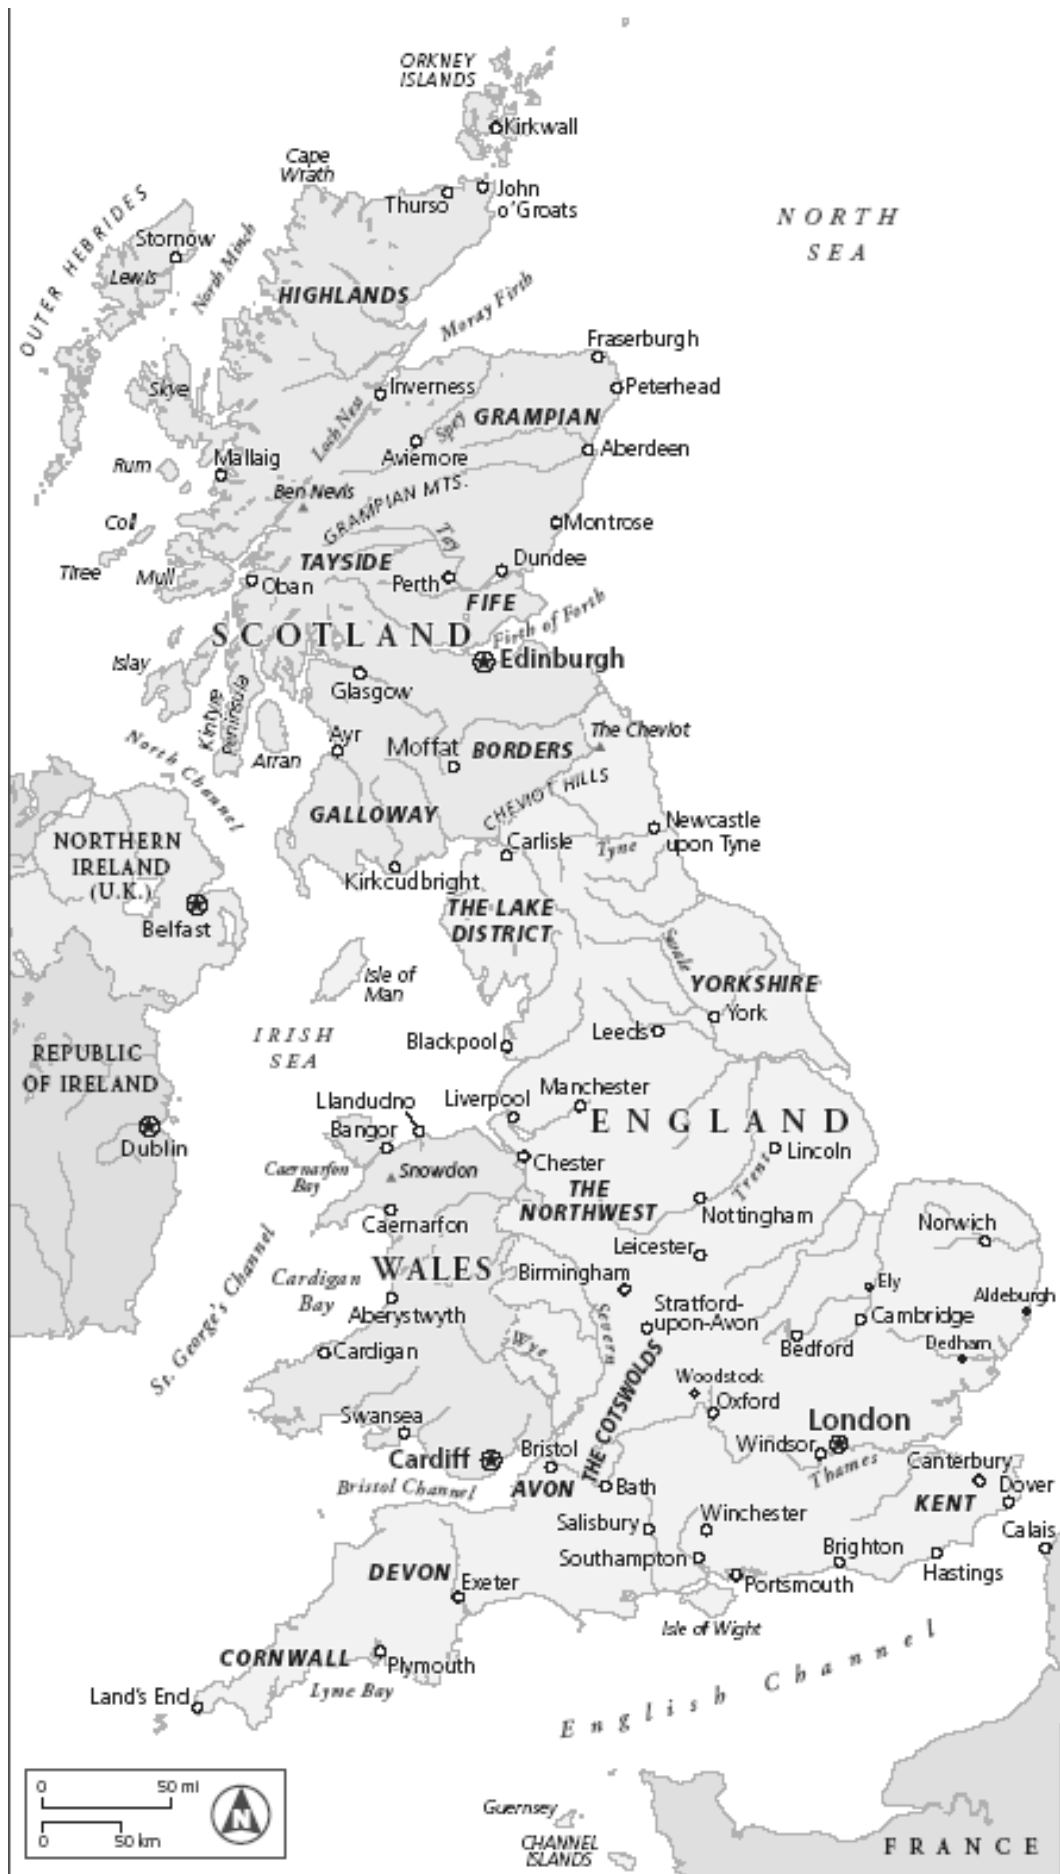 ORKNEY
ISLANDS
Kirkwall
Cape
Wrath
Thurso
John
o'Groats
NORTH
SEA
OUTER HEBRIDES
Stornow
Lewis
North Minch
HIGHLANDS
Moray Firth
Fraserburgh
Skye
Inverness
Peterhead
Loch Ness
Spey
GRAMPIAN
Rum
Mallaig
Aviemore
Aberdeen
Ben Nevis
GRAMPIAN MTS.
Coll
Montrose
Tay
Tiree
Mull
TAYSIDE
Dundee
Oban
Perth
FIFE
Firth of Forth
SCOTLAND
Edinburgh
Islay
Glasgow
Kintyre
Peninsula
North Channel
Arran
Ayr
Moffat
BORDERS
The Cheviot
CHEVIOT HILLS
GALLOWAY
Newcastle
upon Tyne
NORTHERN
IRELAND
(U.K.)
Carlisle
Tyne
Kirkcudbright
Belfast
THE LAKE
DISTRICT
Swale
Isle of
Man
YORKSHIRE
York
IRISH
SEA
Blackpool
Leeds
REPUBLIC
OF IRELAND
Llanducno
Liverpool
Manchester
ENGLAND
Bangor
Dublin
Lincoln
Caernarfon
Bay
Snowdon
Chester
Trent
THE
NORTHWEST
Caernarfon
Nottingham
Norwich
St. George's Channel
Leicester
WALES
Birmingham
Cardigan
Bay
Ely
Aldeburgh
Aberystwyth
Severn
Stratford-
upon-Avon
Cambridge
Cardigan
Wye
Bedford
Dedham
THE COTSWOLDS
Woodstock
Oxford
Swansea
London
Cardiff
Bristol
Windsor
Thames
Canterbury
Bristol Channel
AVON
Bath
KENT
Dover
Salisbury
Winchester
Calais
Southampton
Brighton
Hastings
DEVON
Exeter
Portsmouth
Isle of Wight
CORNWALL
Plymouth
English Channel
Land's End
Lyme Bay
0 50 mi
0 50 km
N
Guernsey
CHANNEL
ISLANDS
FRANCE